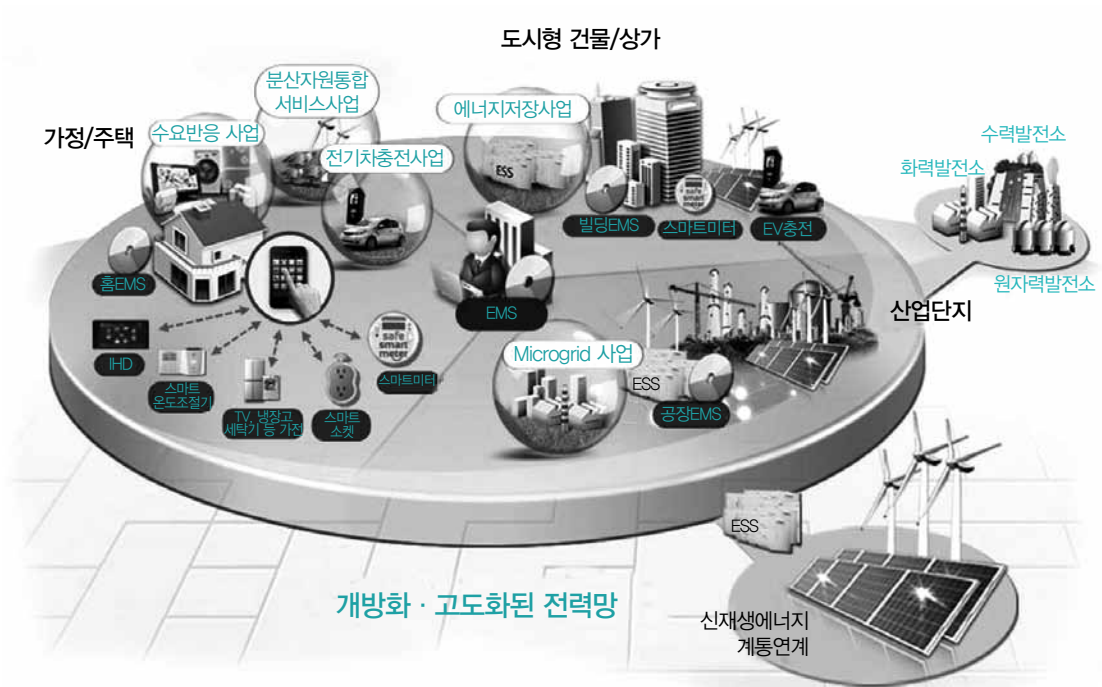 도시형 건물/상가
분산자원통합
서비스사업
에너지저장사업
가정/주택
수요반응 사업
전기차충전사업
수력발전소
화력발전소
원자력발전소
ESS
safe
smart
meter
빌딩EMS
스마트미터
EV충전
홈EMS
EMS
산업단지
IHD
safe
smart
meter
Microgrid 사업
스마트
온도조절기
TV, 냉장고
세탁기 등 가전
스마트
소켓
스마트미터
ESS
공장EMS
ESS
개방화 · 고도화된 전력망
신재생에너지
계통연계